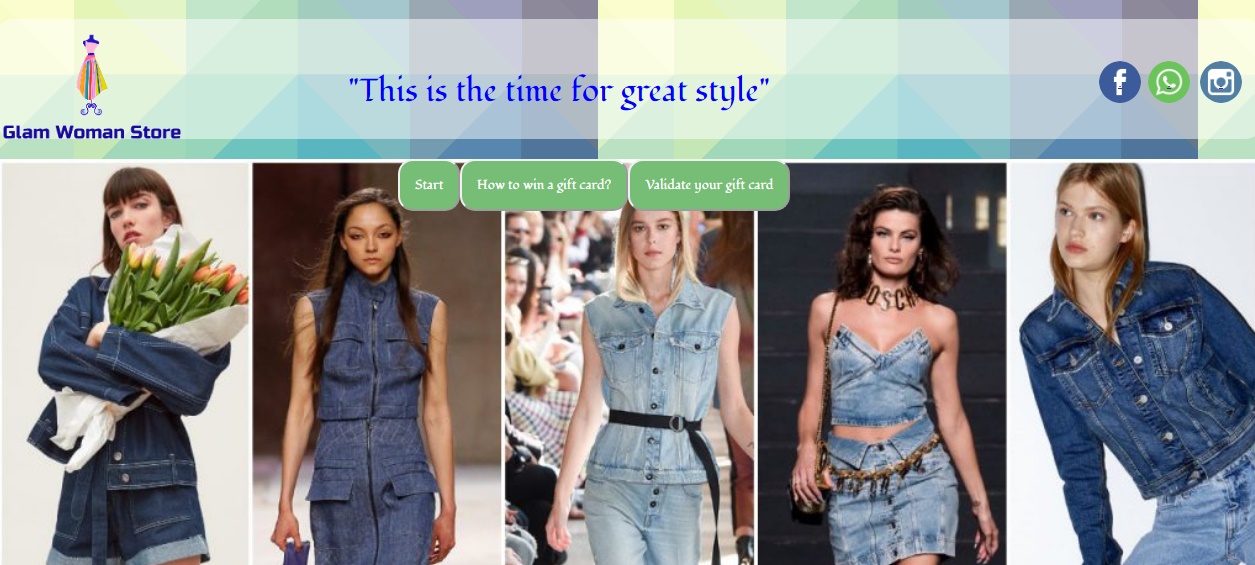 "This is the time for great style"
Glam Woman Store
Start
How to win a gift card?
Validate your gift card
OSCH